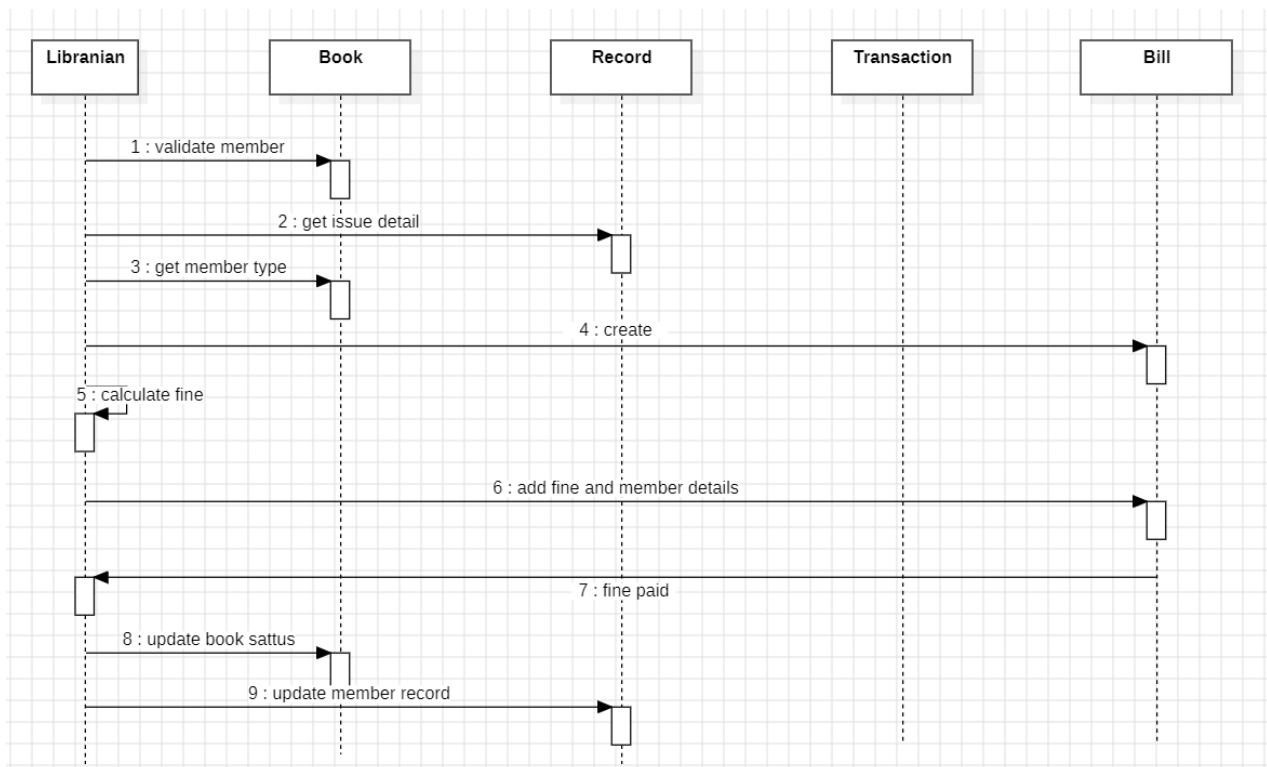 Libranian
Book
Record
Transaction
Bill
1 : validate member
2 : get issue detail
3 : get member type
4 : create
5 : calculate fine
6 : add fine and member details
7 : fine paid
8 : update book sattus
9 : update member record